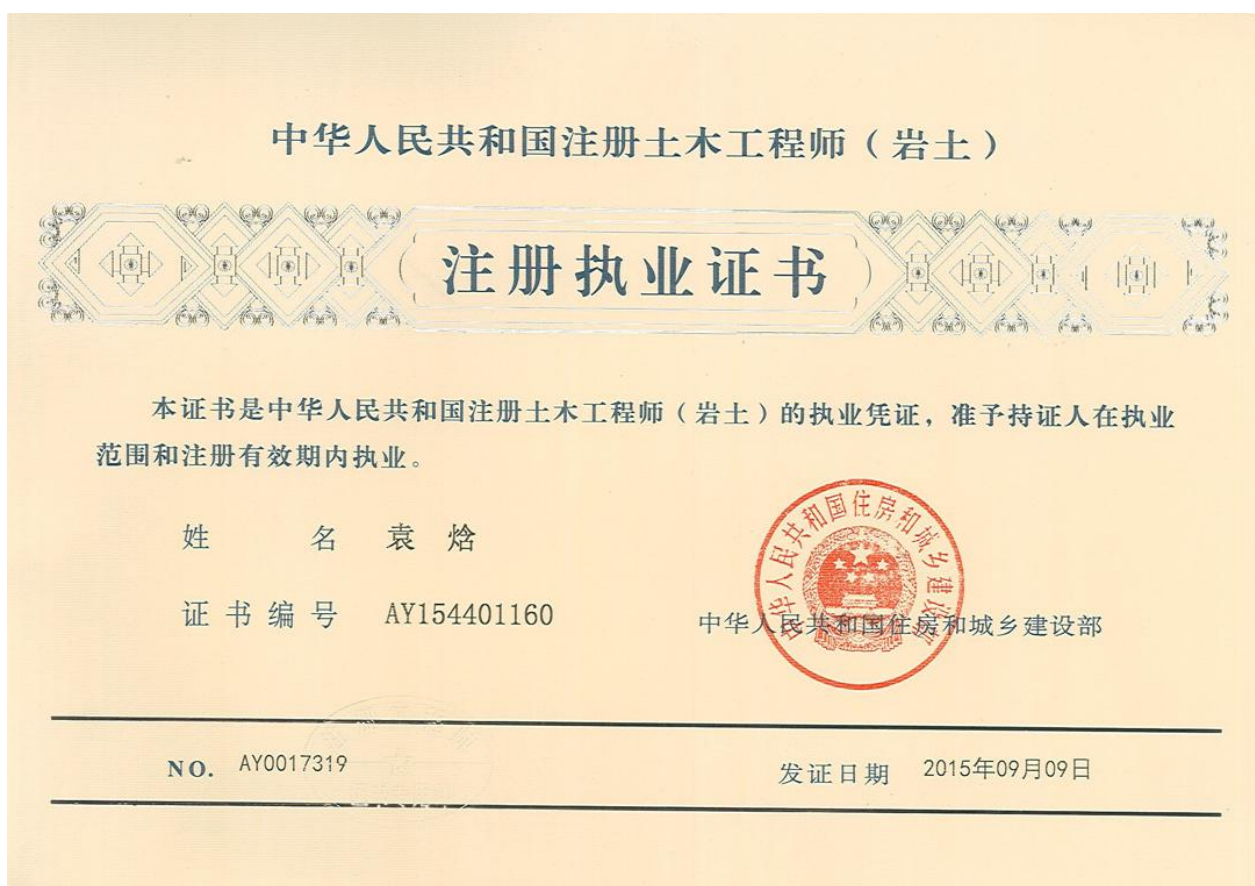 中华人民共和国注册土木工程师（岩土）
注册执业证书
本证书是中华人民共和国注册土木工程师（岩土）的执业凭证，准予持证人在执业
范围和注册有效期内执业。
姓 名 袁 焓
中华人民共和国住房和城乡建设部
证书编号 AY154401160
中华人民共和国住房和城乡建设部
NO. AY0017319
发证日期 2015年09月09日